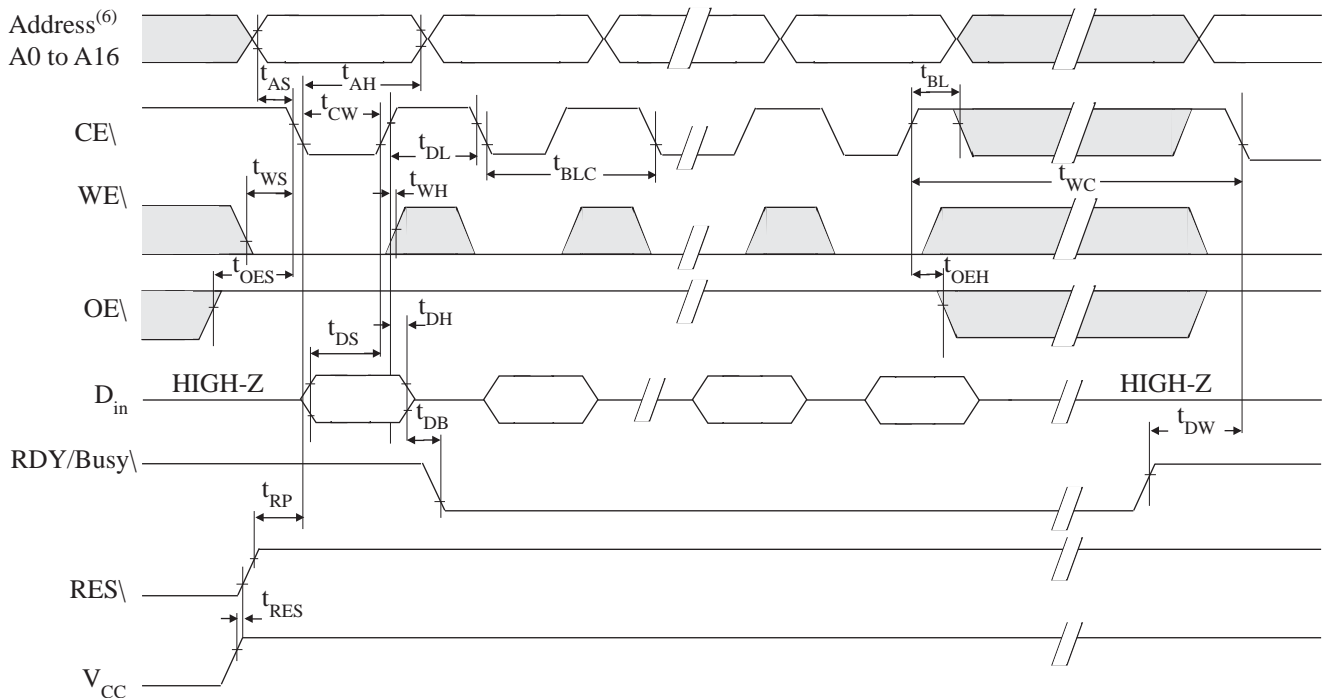 Address(6)
A0 to A16
tAS
tAH
tBL
tCW
CE\
tDL
tBLC
tWS
tWH
tWC
WE\
tOES
tOEH
OE\
tDH
tDS
HIGH-Z
HIGH-Z
Din
tDB
tDW
RDY/Busy\
tRP
RES\
tRES
VCC